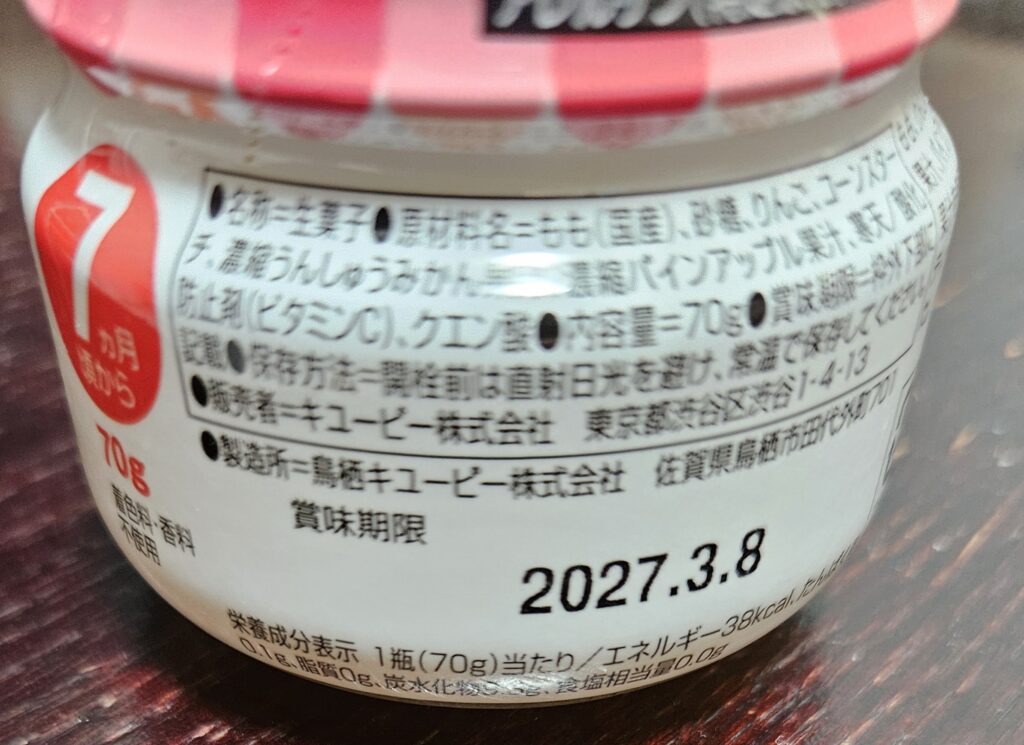 7
ヵ月
頃から
70g
着色料・香料
不使用
●名称=生菓子●原材料名=もも(国産)、砂糖、りんご、コーンスター
チ、濃縮うんしゅうみかん 濃縮パインアップル果汁、寒天/酸化
防止剤(ビタミンC)、クエン酸●内容量=70g●賞味期限=枠外下部に
記載●保存方法=開栓前は直射日光を避け、常温で保存してください
●販売者=キユーピー株式会社 東京都渋谷区渋谷1-4-13
●製造所=鳥栖キユーピー株式会社 佐賀県鳥栖市田代外町701
賞味期限
2027.3.8
栄養成分表示 1瓶(70g)当たり/エネルギー38kcal、たんぱ
0.1g、脂質0g、炭水化物 食塩相当量0.0g